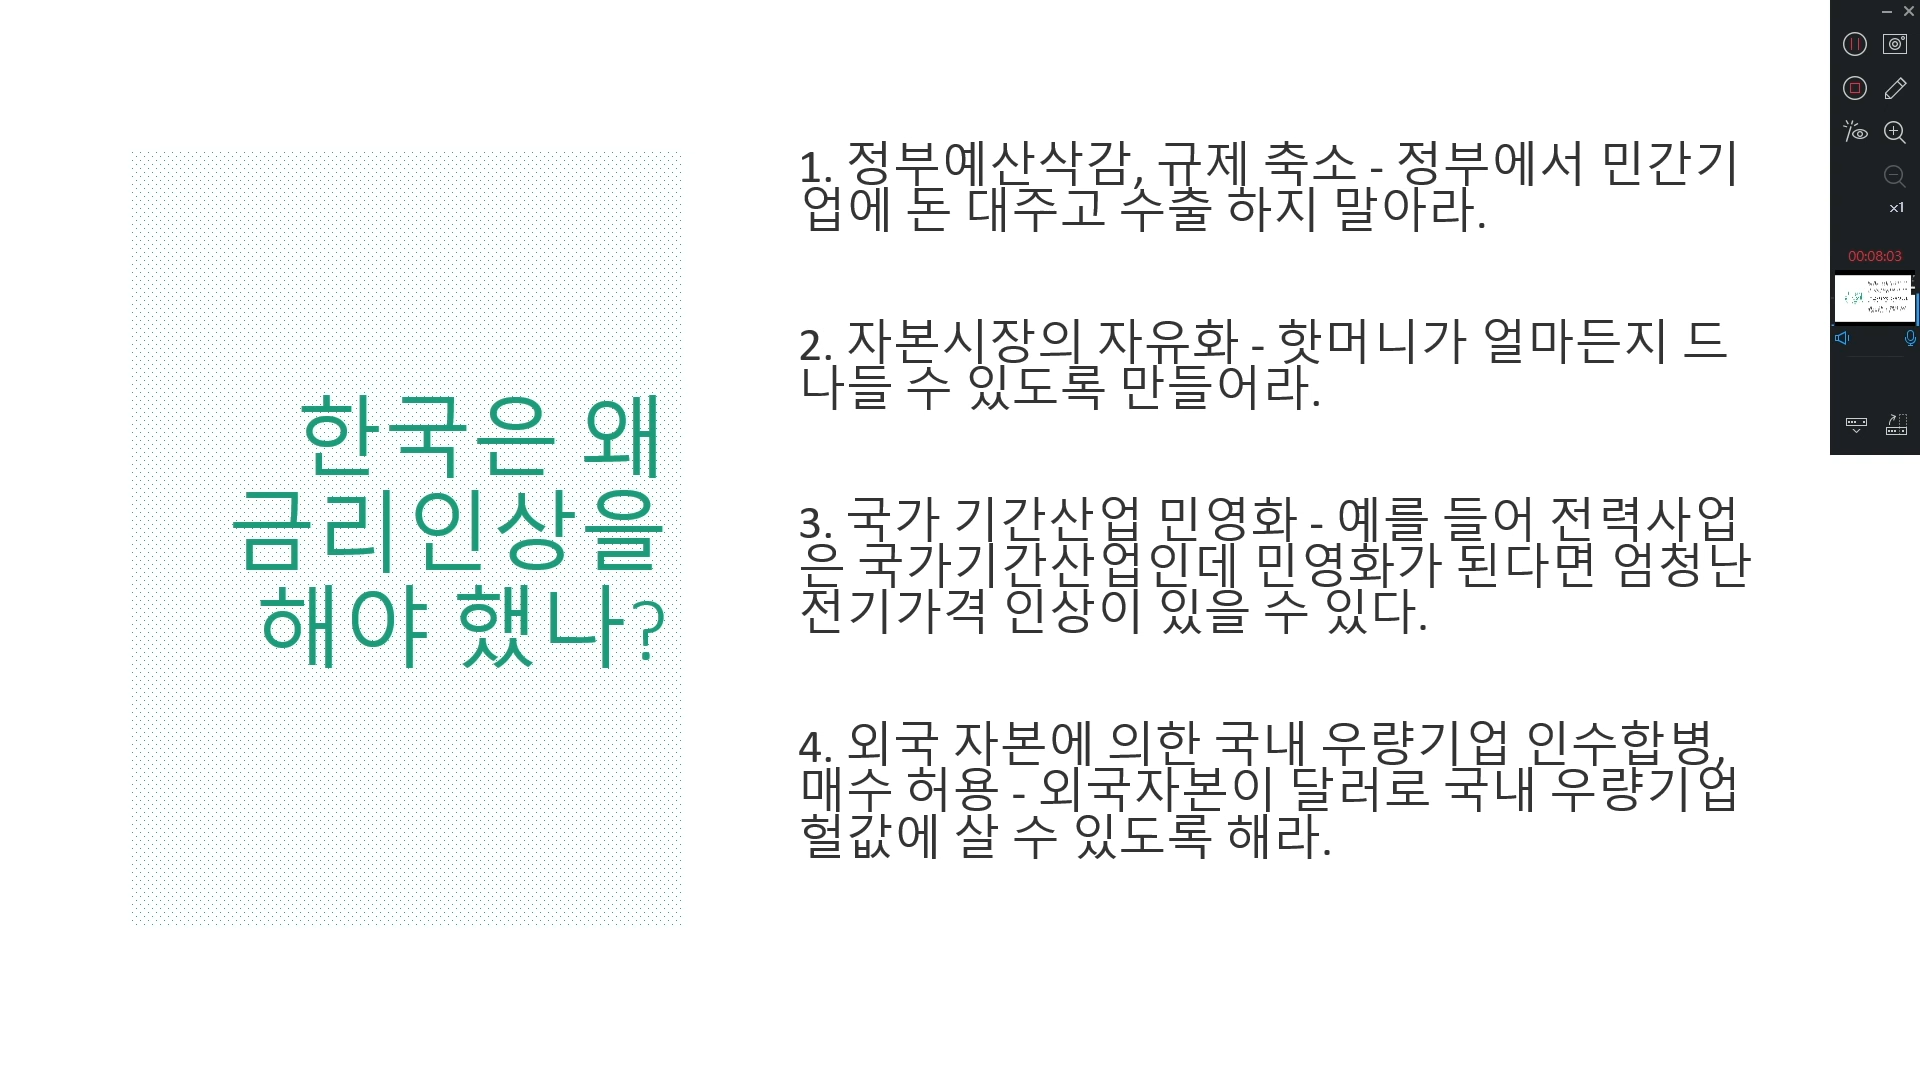 한국은 왜
금리인상을
해야 했나?
1. 정부예산삭감, 규제 축소 - 정부에서 민간기
업에 돈 대주고 수출 하지 말아라.
2. 자본시장의 자유화 - 핫머니가 얼마든지 드
나들 수 있도록 만들어라.
3. 국가 기간산업 민영화 - 예를 들어 전력사업
은 국가기간산업인데 민영화가 된다면 엄청난
전기가격 인상이 있을 수 있다.
4. 외국 자본에 의한 국내 우량기업 인수합병,
매수 허용 - 외국자본이 달러로 국내 우량기업
헐값에 살 수 있도록 해라.
x1
00:08:03